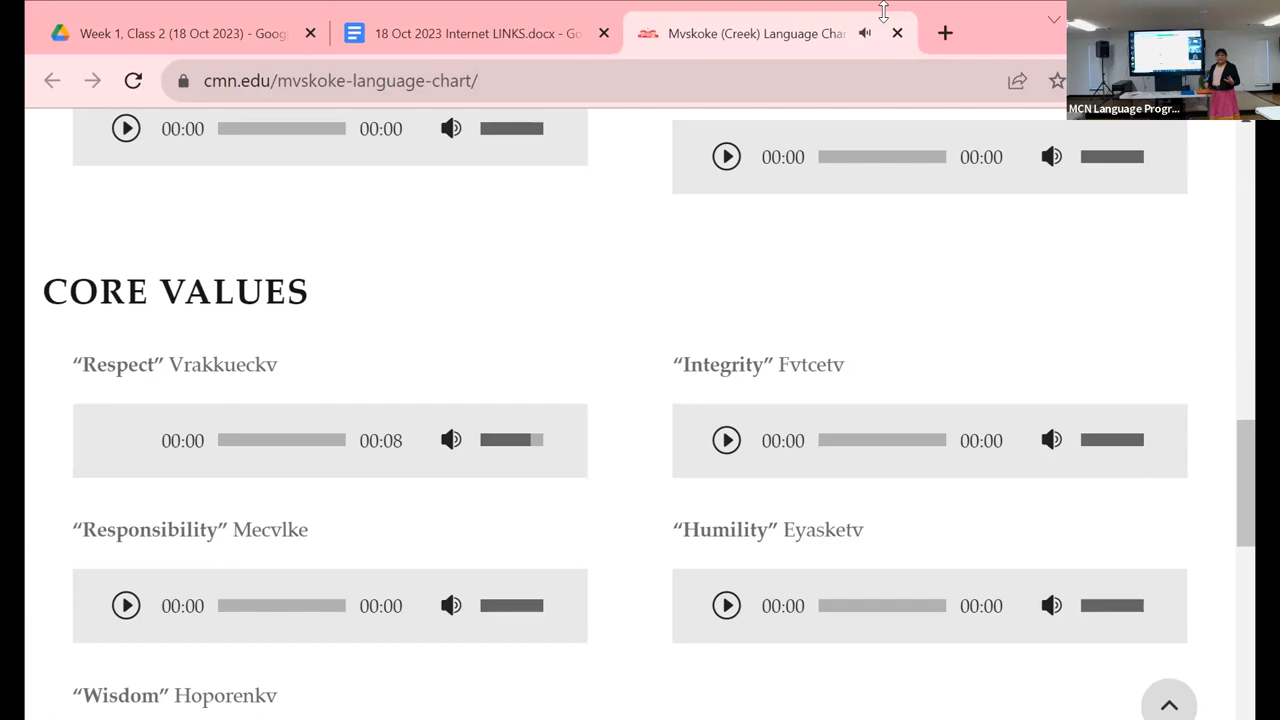 Week 1, Class 2 (18 Oct 2023) - Goog
18 Oct 2023 Internet LINKS.docx - Go
Mvskoke (Creek) Language Char
cmn.edu/mvskoke-language-chart/
MCN Language Progr...
00:00 00:00
00:00 00:00
CORE VALUES
“Respect” Vrakkueckv
“Integrity” Fvtcetv
00:00 00:08
00:00 00:00
“Responsibility” Mecvlke
“Humility” Eyasketv
00:00 00:00
00:00 00:00
“Wisdom” Hoporenkv